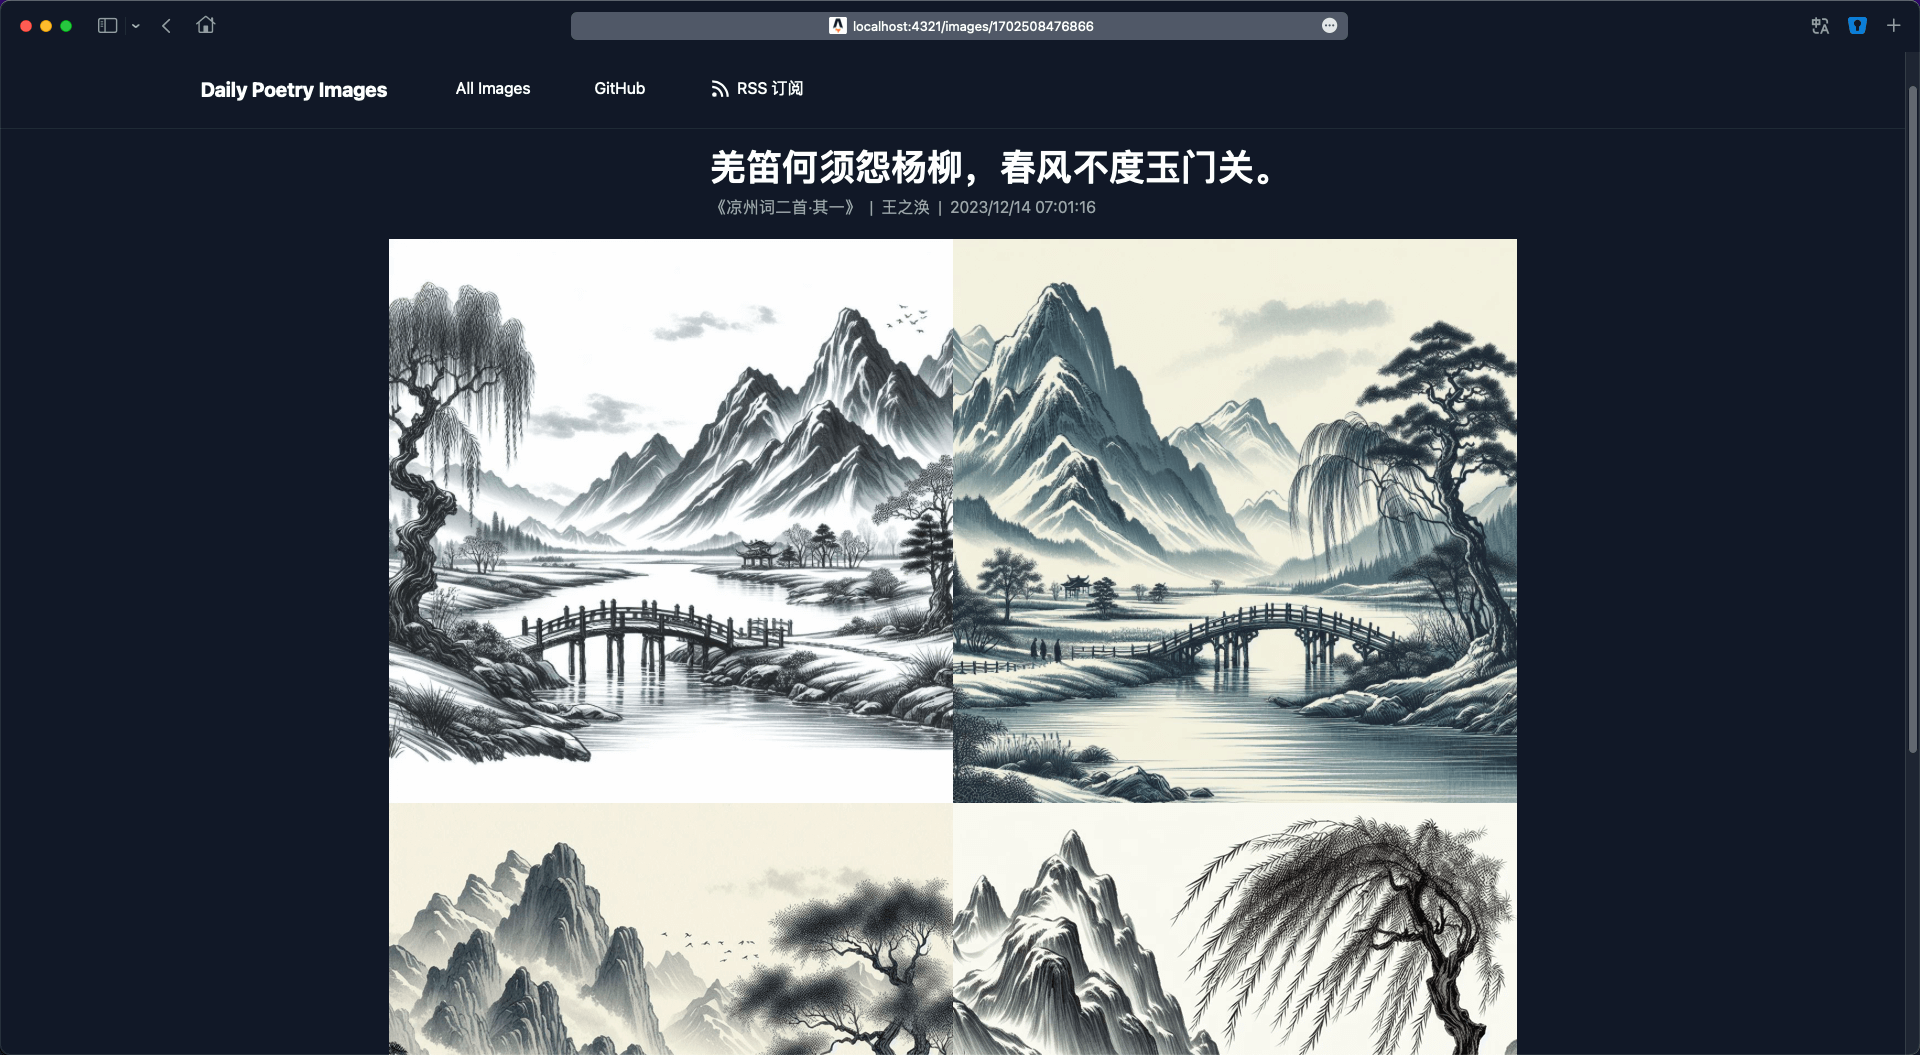 localhost:4321/images/1702508476866
Daily Poetry Images
All Images
GitHub
RSS 订阅
羌笛何须怨杨柳，春风不度玉门关。
《凉州词二首·其一》 | 王之涣 | 2023/12/14 07:01:16